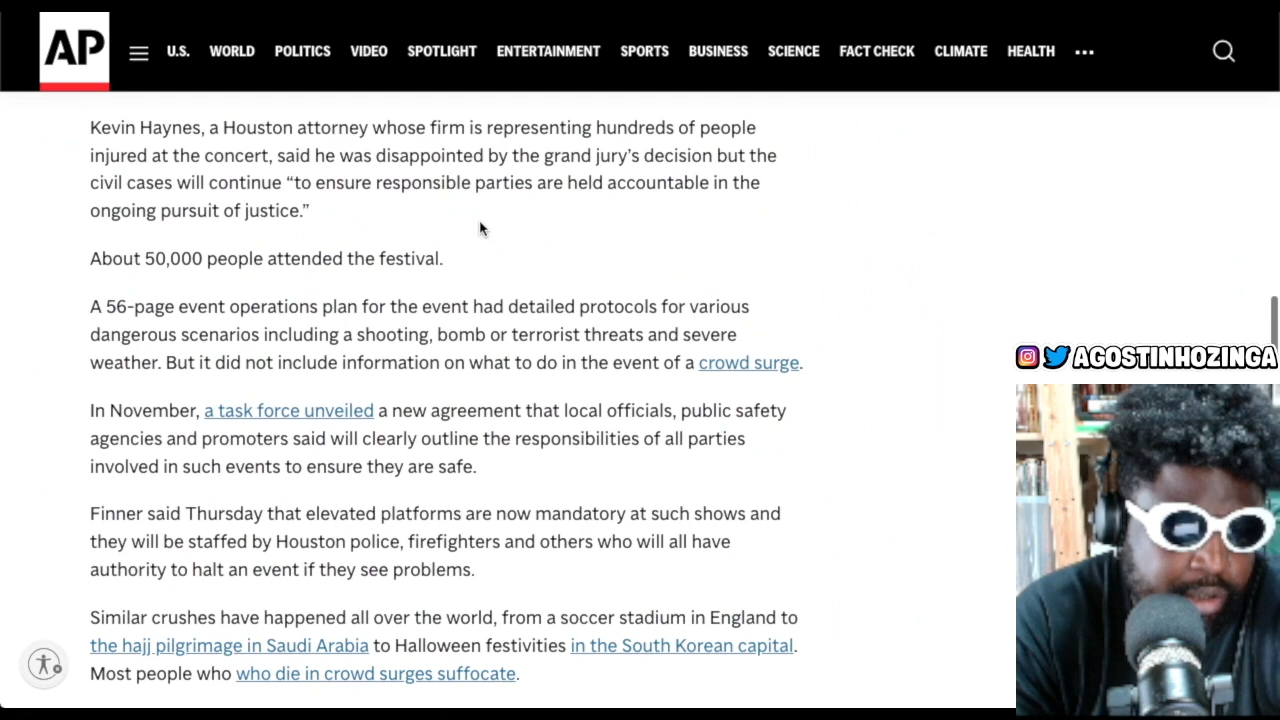 AP
U.S. WORLD POLITICS VIDEO SPOTLIGHT ENTERTAINMENT SPORTS BUSINESS SCIENCE FACT CHECK CLIMATE HEALTH •••
Kevin Haynes, a Houston attorney whose firm is representing hundreds of people
injured at the concert, said he was disappointed by the grand jury’s decision but the
civil cases will continue “to ensure responsible parties are held accountable in the
ongoing pursuit of justice.”
About 50,000 people attended the festival.
A 56-page event operations plan for the event had detailed protocols for various
dangerous scenarios including a shooting, bomb or terrorist threats and severe
weather. But it did not include information on what to do in the event of a crowd surge.
In November, a task force unveiled a new agreement that local officials, public safety
agencies and promoters said will clearly outline the responsibilities of all parties
involved in such events to ensure they are safe.
Finner said Thursday that elevated platforms are now mandatory at such shows and
they will be staffed by Houston police, firefighters and others who will all have
authority to halt an event if they see problems.
Similar crushes have happened all over the world, from a soccer stadium in England to
the hajj pilgrimage in Saudi Arabia to Halloween festivities in the South Korean capital.
Most people who who die in crowd surges suffocate.
AGOSTINHOZINGA